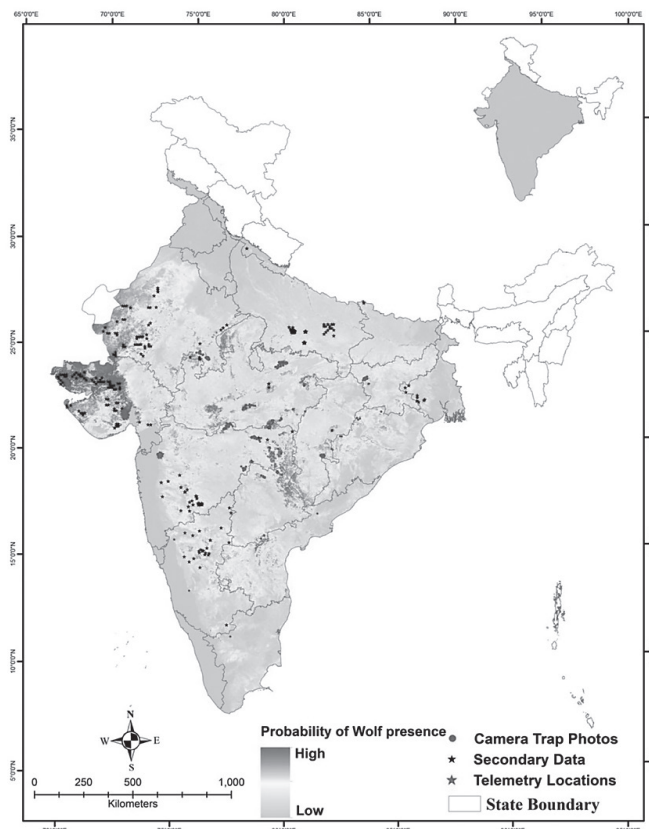 65°0'0"E 70°0'0"E 75°0'0"E 80°0'0"E 85°0'0"E 90°0'0"E 95°0'0"E 100°0'0"E
35°0'0"N
30°0'0"N
25°0'0"N
20°0'0"N
15°0'0"N
10°0'0"N
5°0'0"N
N
W E
S
0 250 500 1,000
Kilometers
Probability of Wolf presence
High
Low
Camera Trap Photos
Secondary Data
Telemetry Locations
State Boundary